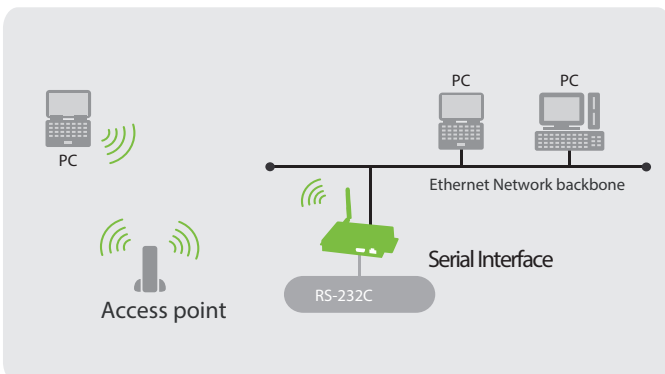 PC
PC
PC
Ethernet Network backbone
Serial Interface
RS-232C
Access point